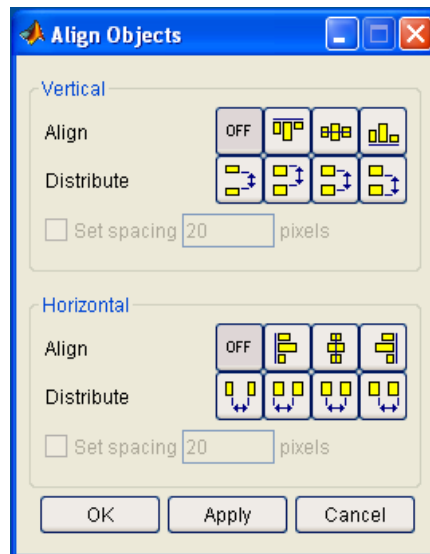 Align Objects
Vertical
Align OFF
Distribute
Set spacing 20 pixels
Horizontal
Align OFF
Distribute
Set spacing 20 pixels
OK Apply Cancel